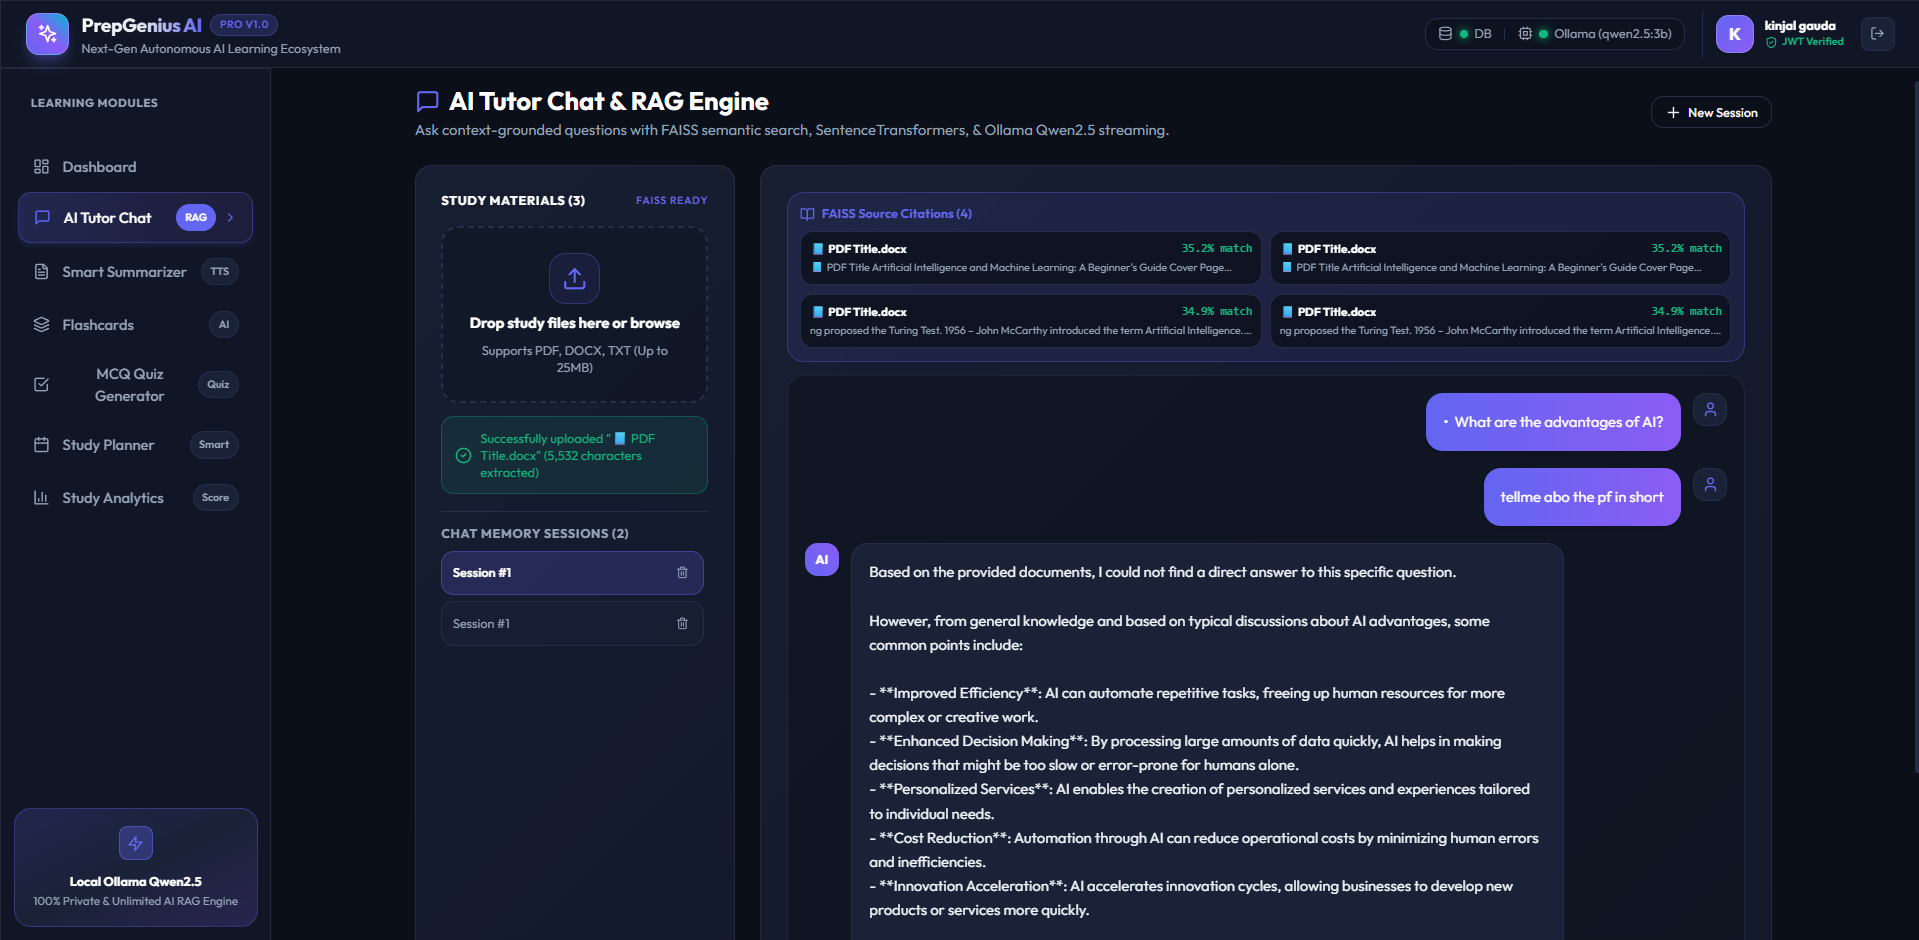 PrepGenius AI PRO V1.0
Next-Gen Autonomous AI Learning Ecosystem
DB
Ollama (qwen2.5:3b)
K
kinjal gauda
JWT Verified
LEARNING MODULES
Dashboard
AI Tutor Chat RAG
Smart Summarizer TTS
Flashcards AI
MCQ Quiz
Generator
Quiz
Study Planner Smart
Study Analytics Score
Local Ollama Qwen2.5
100% Private & Unlimited AI RAG Engine
AI Tutor Chat & RAG Engine
Ask context-grounded questions with FAISS semantic search, SentenceTransformers, & Ollama Qwen2.5 streaming.
+ New Session
STUDY MATERIALS (3) FAISS READY
Drop study files here or browse
Supports PDF, DOCX, TXT (Up to
25MB)
Successfully uploaded "📘 PDF
Title.docx" (5,532 characters
extracted)
CHAT MEMORY SESSIONS (2)
Session #1
Session #1
FAISS Source Citations (4)
📘 PDF Title.docx 35.2% match
📘 PDF Title Artificial Intelligence and Machine Learning: A Beginner's Guide Cover Page...
📘 PDF Title.docx 35.2% match
📘 PDF Title Artificial Intelligence and Machine Learning: A Beginner's Guide Cover Page...
📘 PDF Title.docx 34.9% match
ng proposed the Turing Test. 1956 – John McCarthy introduced the term Artificial Intelligence....
📘 PDF Title.docx 34.9% match
ng proposed the Turing Test. 1956 – John McCarthy introduced the term Artificial Intelligence....
• What are the advantages of AI?
tellme abo the pf in short
AI
Based on the provided documents, I could not find a direct answer to this specific question.
However, from general knowledge and based on typical discussions about AI advantages, some
common points include:
- **Improved Efficiency**: AI can automate repetitive tasks, freeing up human resources for more
complex or creative work.
- **Enhanced Decision Making**: By processing large amounts of data quickly, AI helps in making
decisions that might be too slow or error-prone for humans alone.
- **Personalized Services**: AI enables the creation of personalized services and experiences tailored
to individual needs.
- **Cost Reduction**: Automation through AI can reduce operational costs by minimizing human errors
and inefficiencies.
- **Innovation Acceleration**: AI accelerates innovation cycles, allowing businesses to develop new
products or services more quickly.